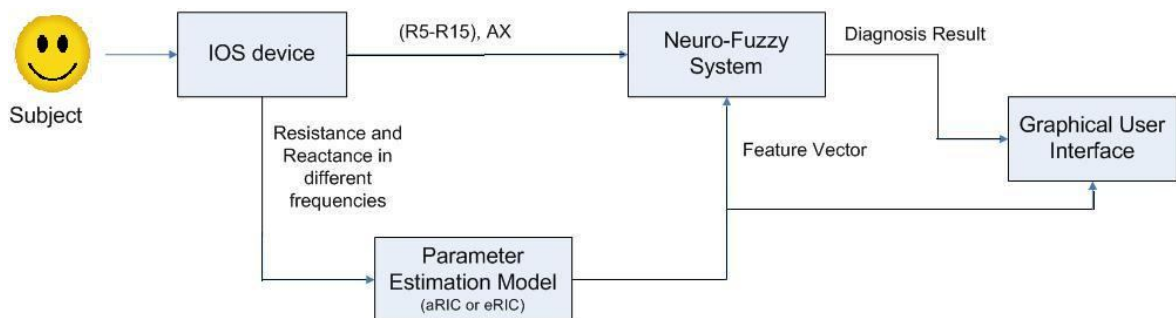 Subject
IOS device
(R5-R15), AX
Neuro-Fuzzy
System
Diagnosis Result
Graphical User
Interface
Resistance and
Reactance in
different
frequencies
Feature Vector
Parameter
Estimation Model
(aRIC or eRIC)